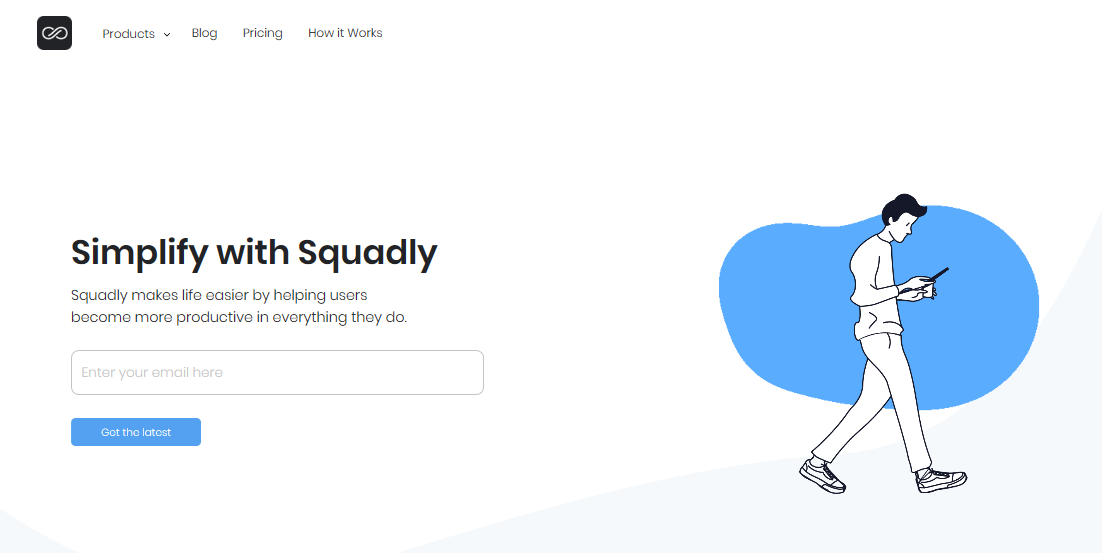 Products Blog Pricing How it Works
Simplify with Squadly
Squadly makes life easier by helping users
become more productive in everything they do.
Enter your email here
Get the latest